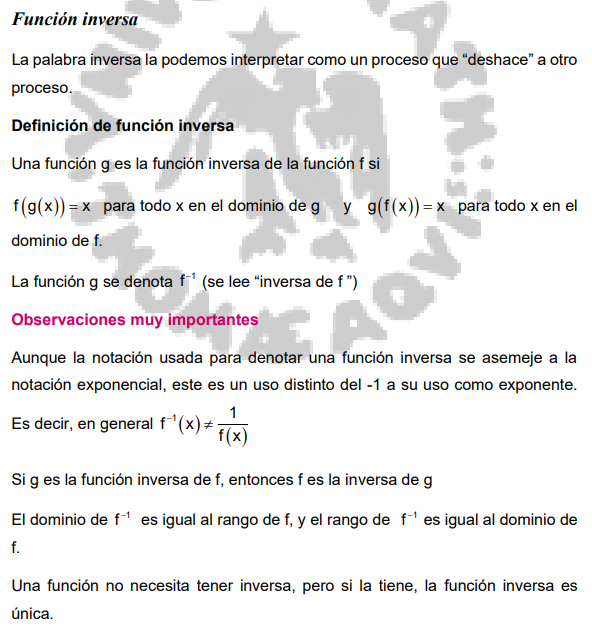 Función inversa
La palabra inversa la podemos interpretar como un proceso que “deshace” a otro
proceso.
Definición de función inversa
Una función g es la función inversa de la función f si
f(g(x)) = x para todo x en el dominio de g y g(f(x)) = x para todo x en el
dominio de f.
La función g se denota f⁻¹ (se lee “inversa de f ”)
Observaciones muy importantes
Aunque la notación usada para denotar una función inversa se asemeje a la
notación exponencial, este es un uso distinto del -1 a su uso como exponente.
Es decir, en general f⁻¹(x) ≠ 1/f(x)
Si g es la función inversa de f, entonces f es la inversa de g
El dominio de f⁻¹ es igual al rango de f, y el rango de f⁻¹ es igual al dominio de
f.
Una función no necesita tener inversa, pero si la tiene, la función inversa es
única.